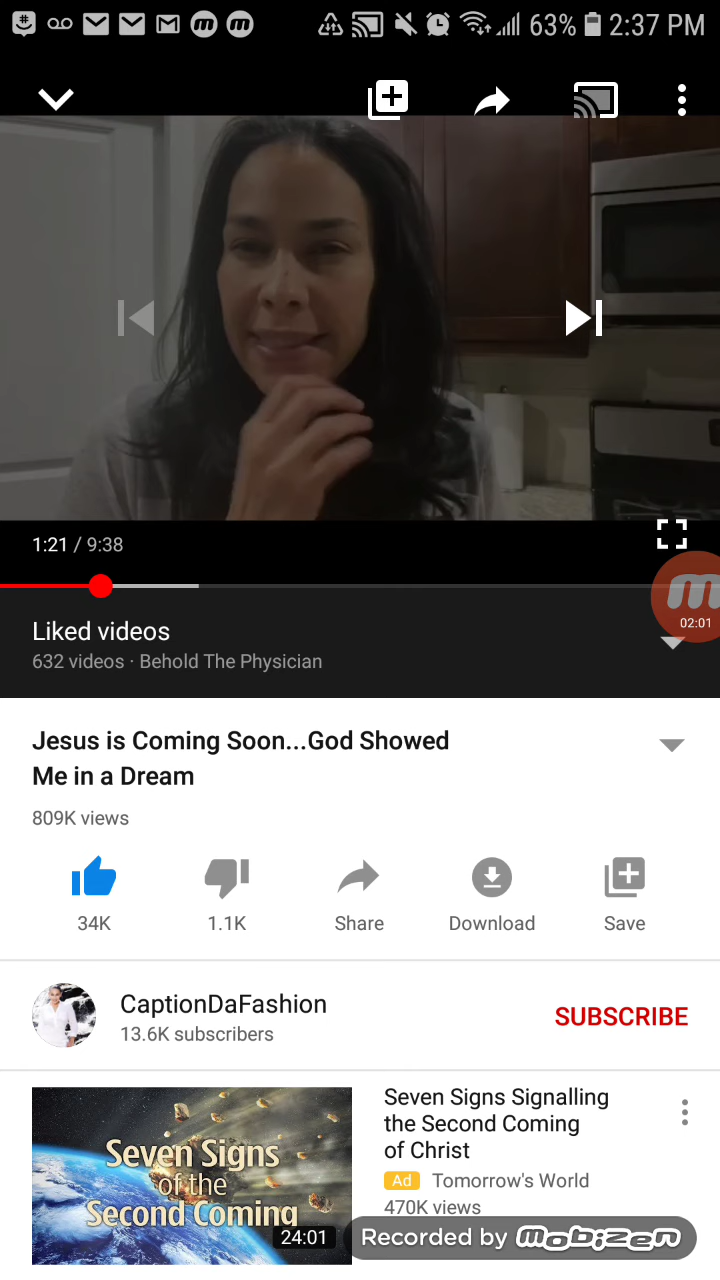 63% 2:37 PM
1:21 / 9:38
02:01
Liked videos
632 videos · Behold The Physician
Jesus is Coming Soon...God Showed
Me in a Dream
809K views
34K
1.1K
Share
Download
Save
CaptionDaFashion
13.6K subscribers
SUBSCRIBE
Seven Signs
of the
Second Coming
24:01
Seven Signs Signalling
the Second Coming
of Christ
Ad Tomorrow's World
470K views
Recorded by mobizen